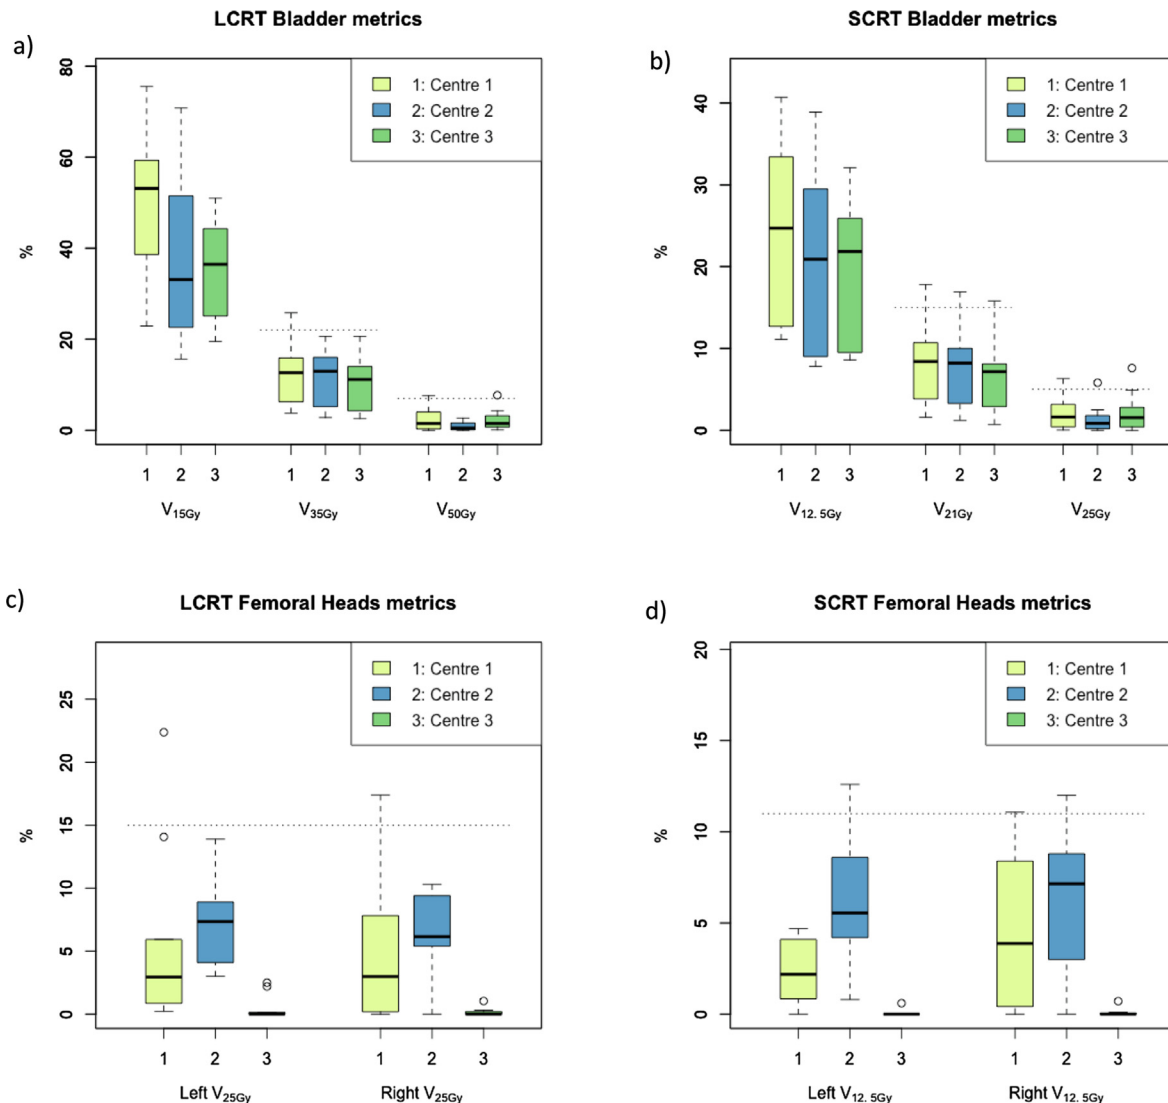 LCRT Bladder metrics
a)
80
60
40
20
0
%
1: Centre 1
2: Centre 2
3: Centre 3
1 2 3 1 2 3 1 2 3
V15Gy V35Gy V50Gy
SCRT Bladder metrics
b)
40
30
20
10
0
%
1: Centre 1
2: Centre 2
3: Centre 3
1 2 3 1 2 3 1 2 3
V12. 5Gy V21Gy V25Gy
LCRT Femoral Heads metrics
c)
25
20
15
10
5
0
%
1: Centre 1
2: Centre 2
3: Centre 3
1 2 3 1 2 3
Left V25Gy Right V25Gy
SCRT Femoral Heads metrics
d)
20
15
10
5
0
%
1: Centre 1
2: Centre 2
3: Centre 3
1 2 3 1 2 3
Left V12. 5Gy Right V12. 5Gy